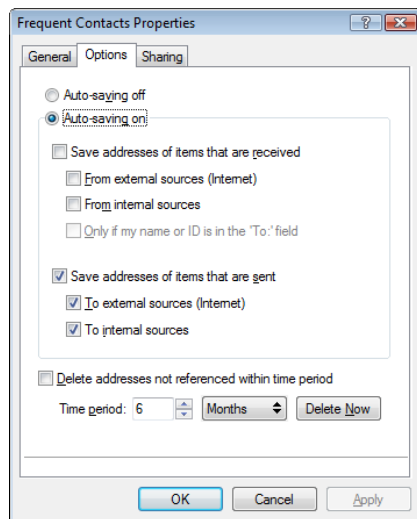 Frequent Contacts Properties
General Options Sharing
Auto-saving off
Auto-saving on
Save addresses of items that are received
From external sources (Internet)
From internal sources
Only if my name or ID is in the 'To:' field
Save addresses of items that are sent
To external sources (Internet)
To internal sources
Delete addresses not referenced within time period
Time period: 6 Months Delete Now
OK Cancel Apply